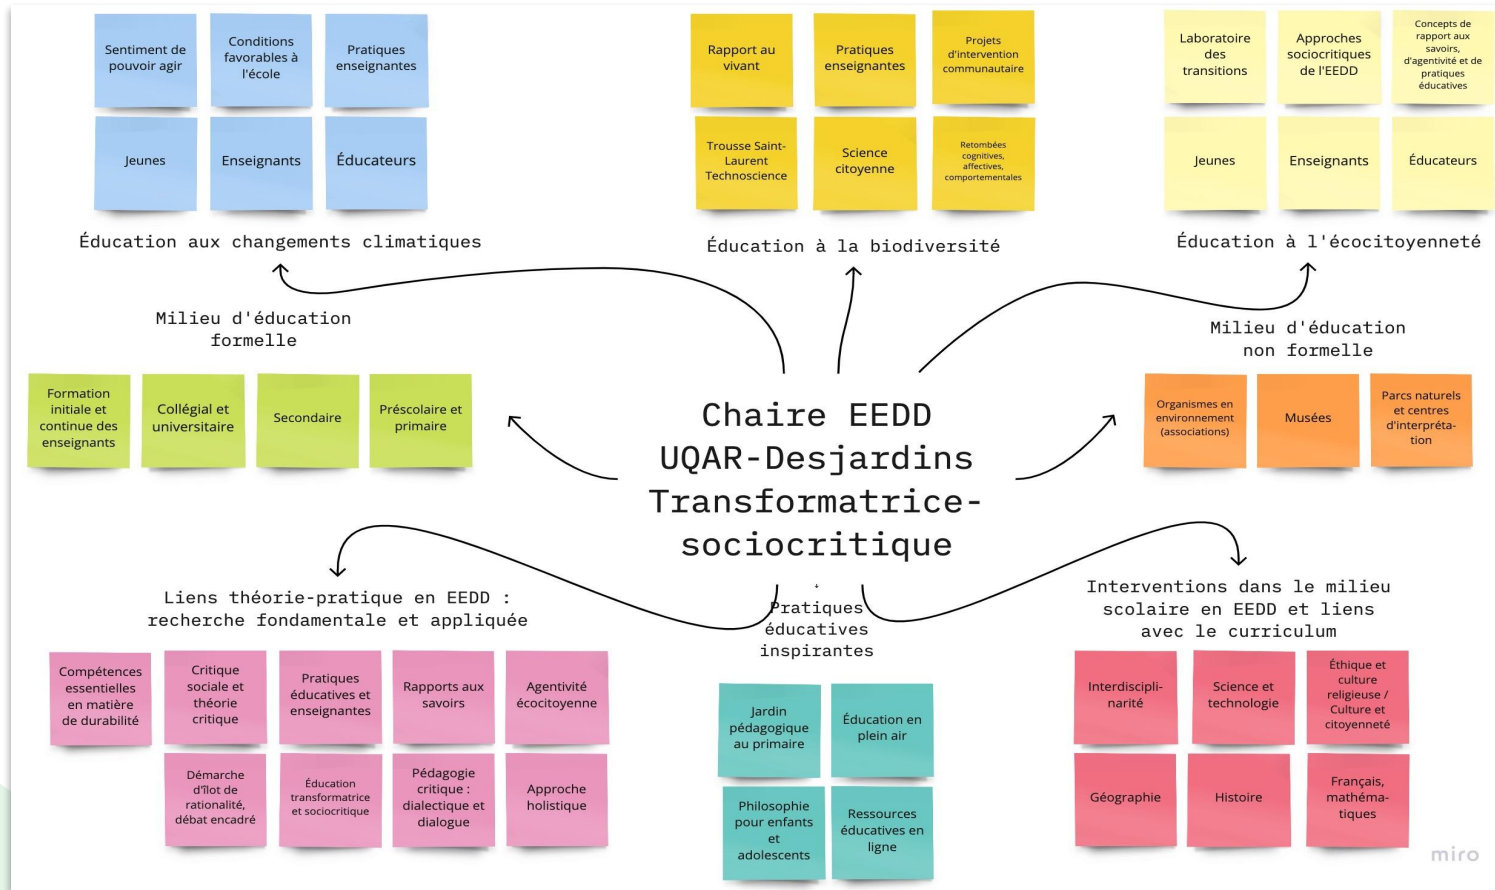 Sentiment de
pouvoir agir
Conditions
favorables à
l'école
Pratiques
enseignantes
Jeunes
Enseignants
Éducateurs
Éducation aux changements climatiques
Rapport au
vivant
Pratiques
enseignantes
Projets
d'intervention
communautaire
Trousse Saint-
Laurent
Technoscience
Science
citoyenne
Retombées
cognitives,
affectives,
comportementales
Éducation à la biodiversité
Laboratoire
des
transitions
Approches
sociocritiques
de l'EEDD
Concepts de
rapport aux
savoirs,
d'agentivité et de
pratiques
éducatives
Jeunes
Enseignants
Éducateurs
Éducation à l'écocitoyenneté
Milieu d'éducation
formelle
Formation
initiale et
continue des
enseignants
Collégial et
universitaire
Secondaire
Préscolaire et
primaire
Chaire EEDD
UQAR-Desjardins
Transformatrice-
sociocritique
Milieu d'éducation
non formelle
Organismes en
environnement
(associations)
Musées
Parcs naturels
et centres
d'interpréta-
tion
Liens théorie-pratique en EEDD :
recherche fondamentale et appliquée
Compétences
essentielles
en matière
de durabilité
Critique
sociale et
théorie
critique
Pratiques
éducatives et
enseignantes
Rapports aux
savoirs
Agentivité
écocitoyenne
Démarche
d'îlot de
rationalité,
débat encadré
Éducation
transformatrice
et sociocritique
Pédagogie
critique :
dialectique et
dialogue
Approche
holistique
+
Pratiques
éducatives
inspirantes
Jardin
pédagogique
au primaire
Éducation en
plein air
Philosophie
pour enfants
et
adolescents
Ressources
éducatives en
ligne
Interventions dans le milieu
scolaire en EEDD et liens
avec le curriculum
Interdiscipli-
narité
Science et
technologie
Éthique et
culture
religieuse /
Culture et
citoyenneté
Géographie
Histoire
Français,
mathéma-
tiques
miro